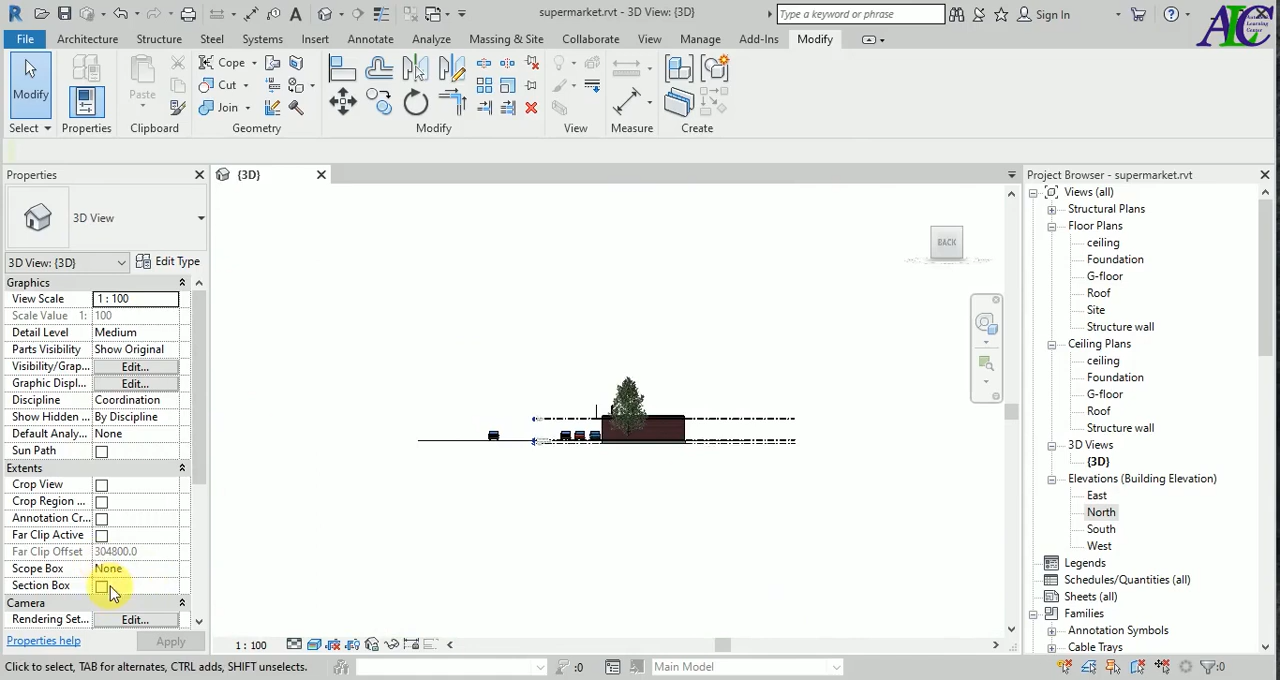 supermarket.rvt - 3D View: {3D}
Type a keyword or phrase
Sign In
ALC
File
Architecture
Structure
Steel
Systems
Insert
Annotate
Analyze
Massing & Site
Collaborate
View
Manage
Add-Ins
Modify
Modify
Paste
Cope
Cut
Join
Select
Properties
Clipboard
Geometry
Modify
View
Measure
Create
Properties
{3D}
Project Browser - supermarket.rvt
3D View
3D View: {3D}
Edit Type
Graphics
View Scale 1 : 100
Scale Value 1: 100
Detail Level Medium
Parts Visibility Show Original
Visibility/Grap... Edit...
Graphic Displ... Edit...
Discipline Coordination
Show Hidden ... By Discipline
Default Analy... None
Sun Path
Extents
Crop View
Crop Region ...
Annotation Cr...
Far Clip Active
Far Clip Offset 304800.0
Scope Box None
Section Box
Camera
Rendering Set... Edit...
Properties help
Apply
BACK
Views (all)
Structural Plans
Floor Plans
ceiling
Foundation
G-floor
Roof
Site
Structure wall
Ceiling Plans
ceiling
Foundation
G-floor
Roof
Structure wall
3D Views
{3D}
Elevations (Building Elevation)
East
North
South
West
Legends
Schedules/Quantities (all)
Sheets (all)
Families
Annotation Symbols
Cable Trays
1 : 100
Click to select, TAB for alternates, CTRL adds, SHIFT unselects.
:0
Main Model
:0